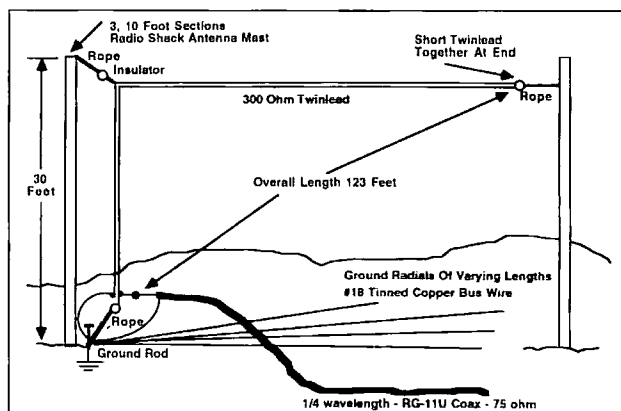 3, 10 Foot Sections
Radio Shack Antenna Mast
Short Twinlead
Together At End
Rope
Insulator
Rope
300 Ohm Twinlead
30
Foot
Overall Length 123 Feet
Ground Radials Of Varying Lengths
#18 Tinned Copper Bus Wire
Rope
Ground Rod
1/4 wavelength - RG-11U Coax - 75 ohm